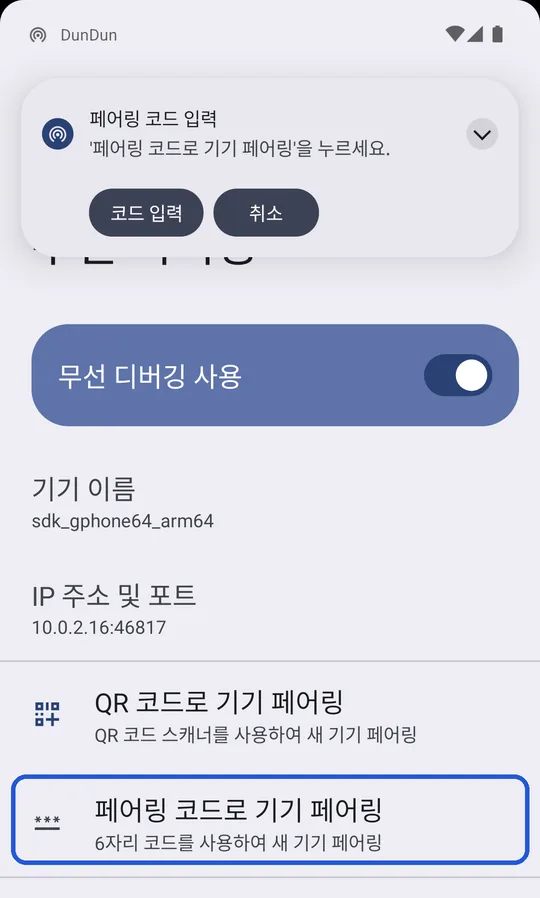 DunDun
페어링 코드 입력
'페어링 코드로 기기 페어링'을 누르세요.
코드 입력
취소
무선 디버깅 사용
기기 이름
sdk_gphone64_arm64
IP 주소 및 포트
10.0.2.16:46817
QR 코드로 기기 페어링
QR 코드 스캐너를 사용하여 새 기기 페어링
페어링 코드로 기기 페어링
6자리 코드를 사용하여 새 기기 페어링